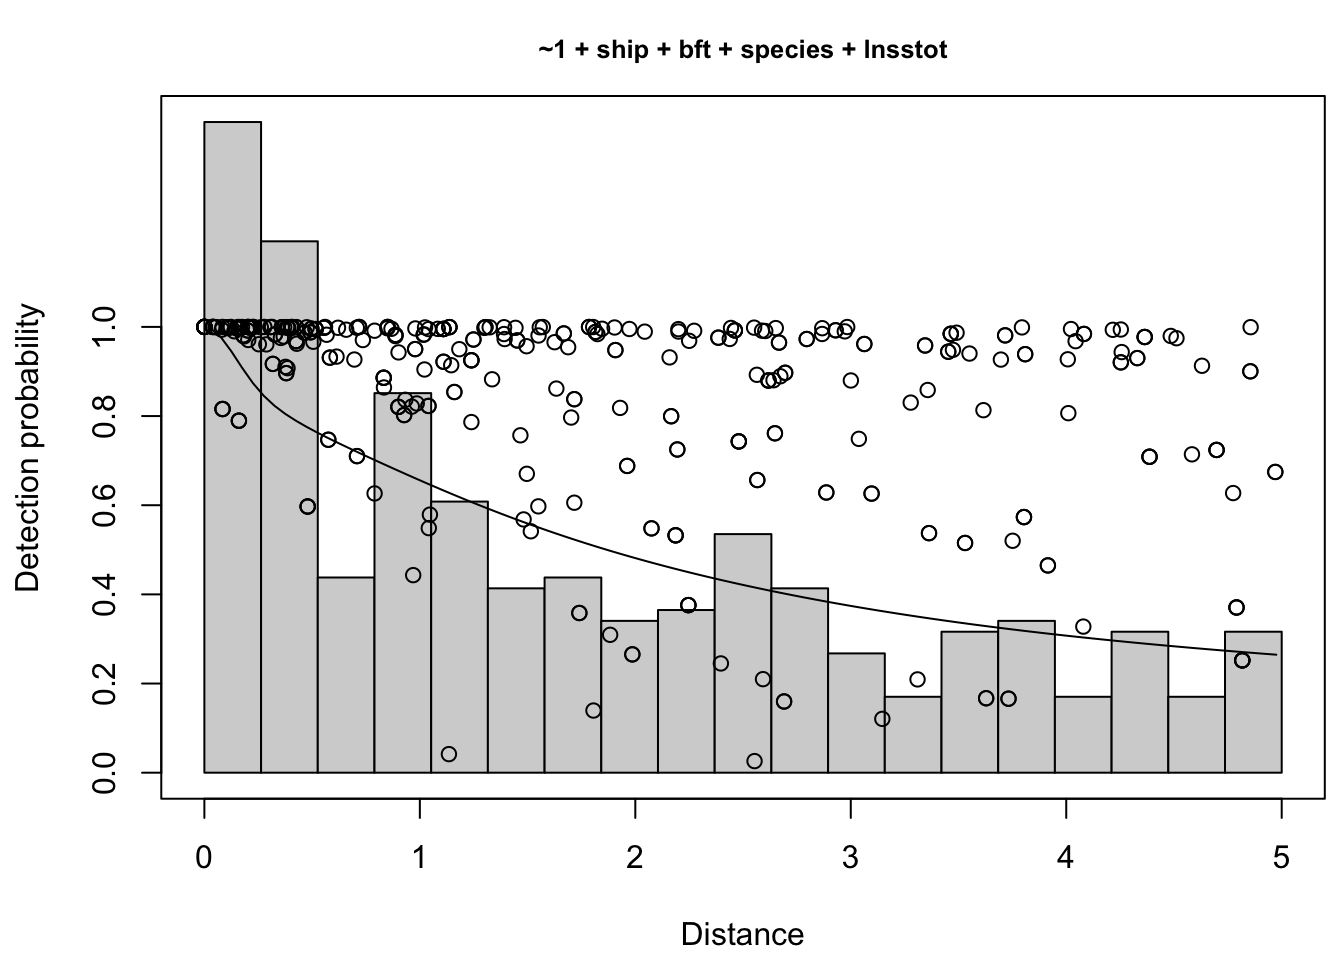 ~1 + ship + bft + species + lnsstot
Detection probability
1.0
0.8
0.6
0.4
0.2
0.0
0 1 2 3 4 5
Distance